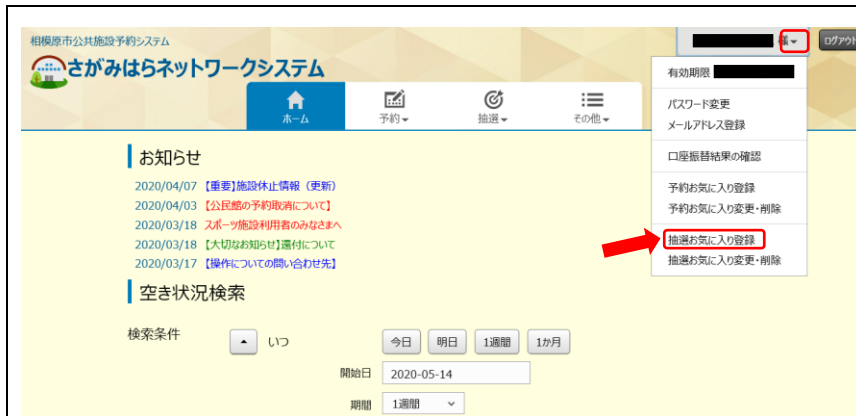 相模原市公共施設予約システム
さがみはらネットワークシステム
様
ログアウト
ホーム
予約
抽選
その他
有効期限
パスワード変更
メールアドレス登録
口座振替結果の確認
予約お気に入り登録
予約お気に入り変更・削除
抽選お気に入り登録
抽選お気に入り変更・削除
お知らせ
2020/04/07 【重要】施設休止情報（更新）
2020/04/03 【公民館の予約取消について】
2020/03/18 スポーツ施設利用者のみなさまへ
2020/03/18 【大切なお知らせ】還付について
2020/03/17 【操作についての問い合わせ先】
空き状況検索
検索条件 いつ 今日 明日 1週間 1か月
開始日 2020-05-14
期間 1週間